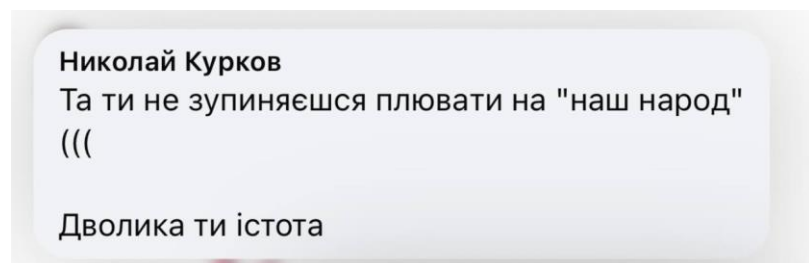 Николай Курков
Та ти не зупиняєшся плювати на "наш народ"
(((
Дволика ти істота